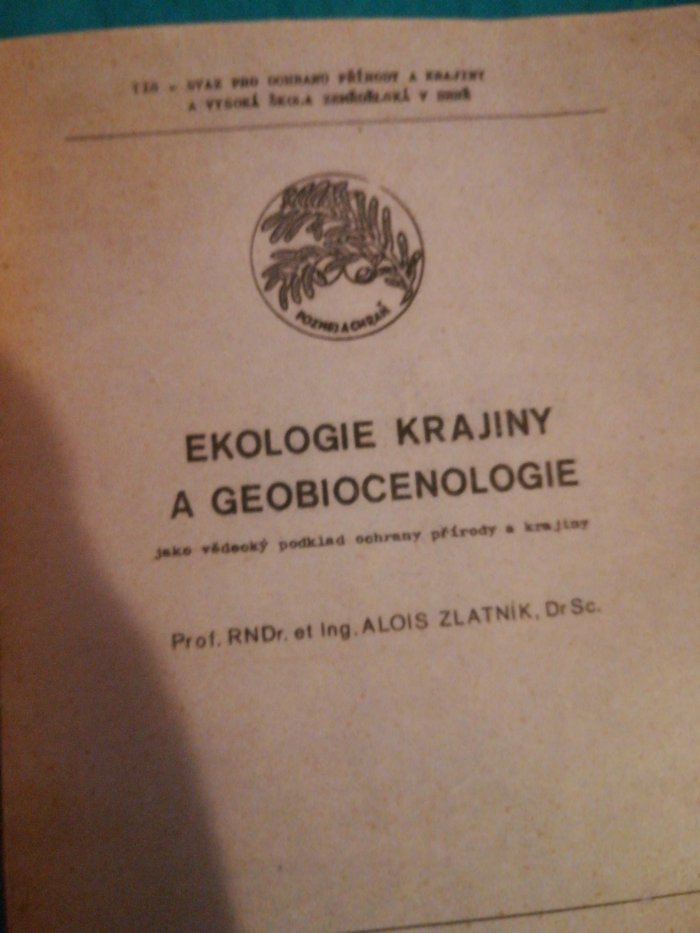 TIS - SVAZ PRO OCHRANU PŘÍRODY A KRAJINY
A VYSOKÁ ŠKOLA ZEMĚDĚLSKÁ V BRNĚ
POZNEJ A CHRAŇ
EKOLOGIE KRAJINY
A GEOBIOCENOLOGIE
jako vědecký podklad ochrany přírody a krajiny
Prof. RNDr. et Ing. ALOIS ZLATNÍK, DrSc.